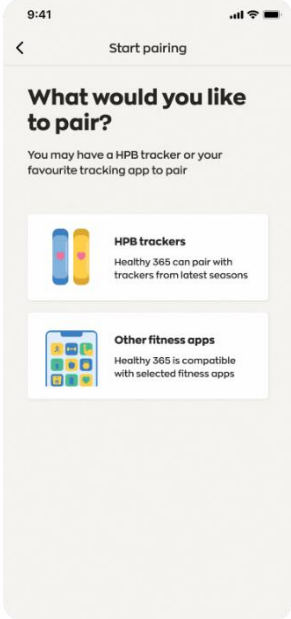 9:41
Start pairing
What would you like
to pair?
You may have a HPB tracker or your
favourite tracking app to pair
HPB trackers
Healthy 365 can pair with
trackers from latest seasons
Other fitness apps
Healthy 365 is compatible
with selected fitness apps